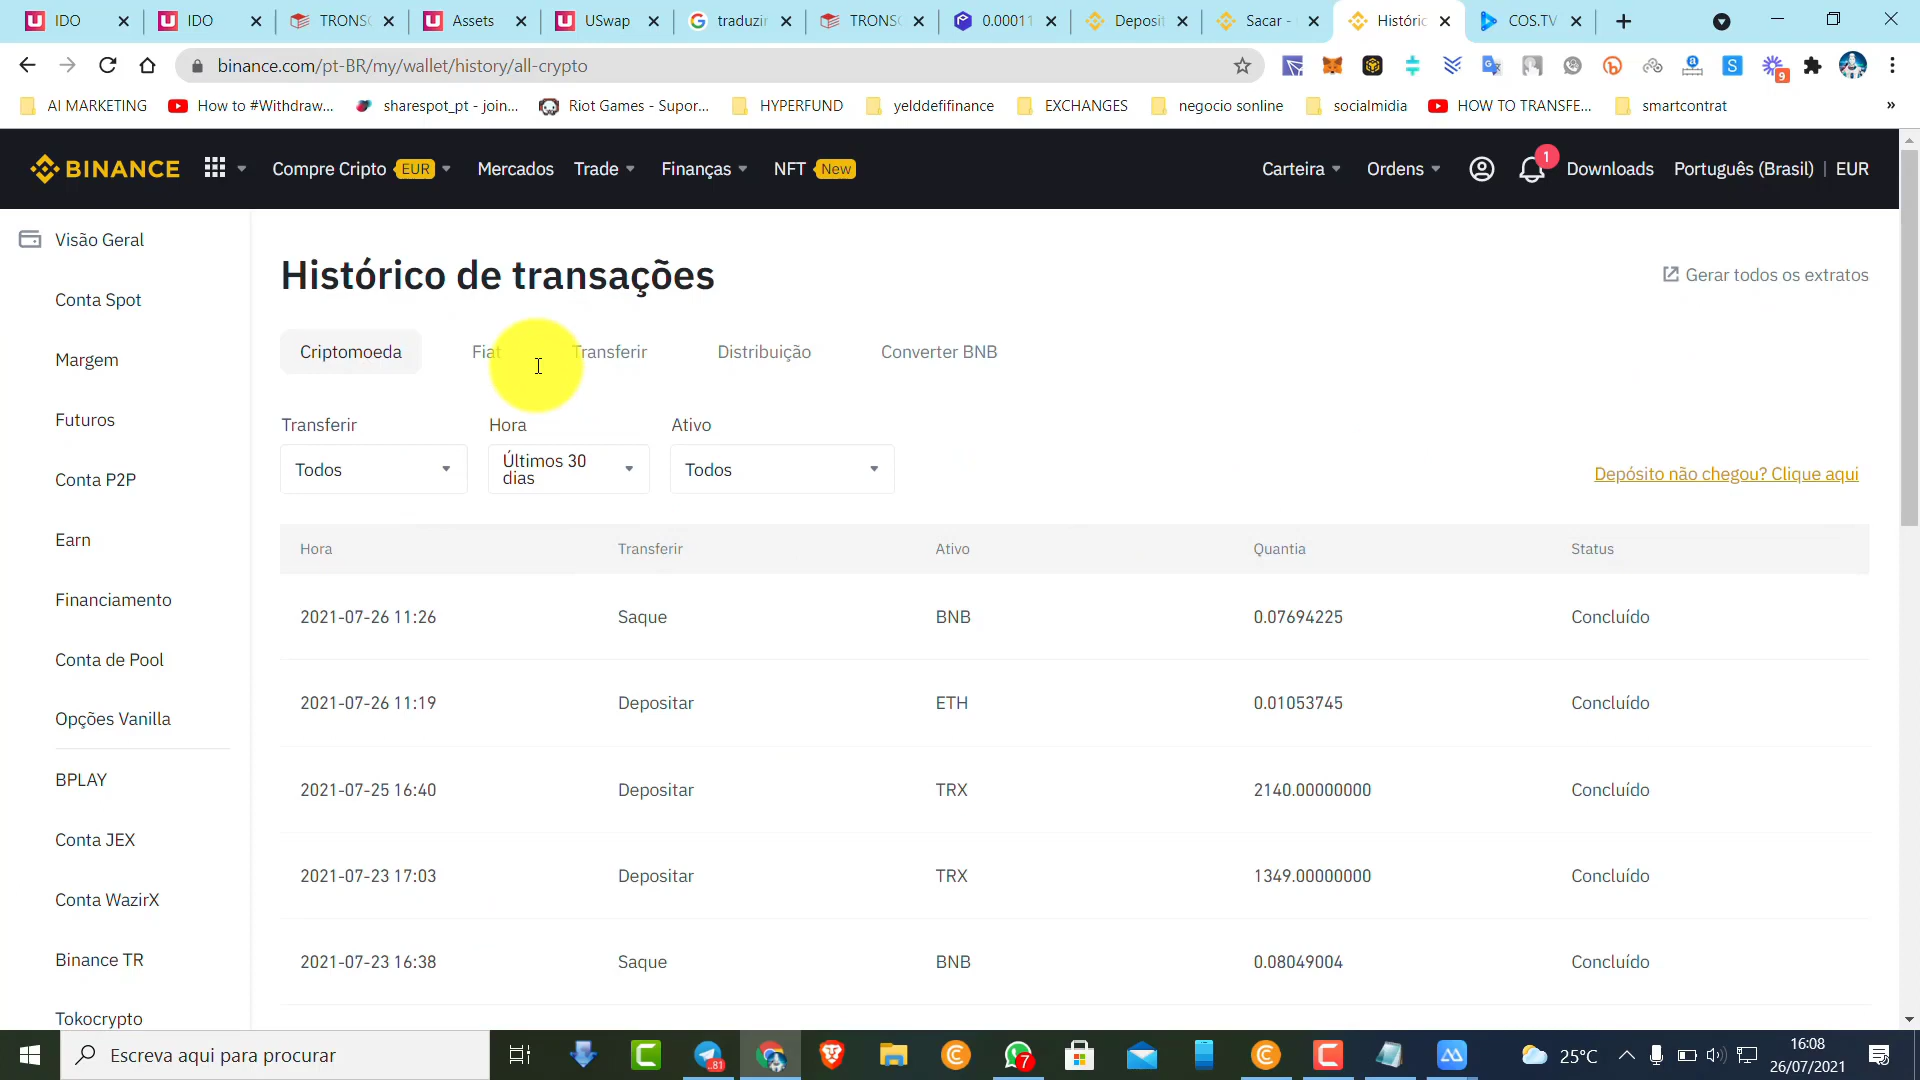 IDO
IDO
TRONSC
Assets
USwap
traduzir
TRONSC
0.00011
Deposit
Sacar -
Históric
COS.TV
binance.com/pt-BR/my/wallet/history/all-crypto
9
AI MARKETING
How to #Withdraw...
sharespot_pt - join...
Riot Games - Supor...
HYPERFUND
yelddefifinance
EXCHANGES
negocio sonline
socialmidia
HOW TO TRANSFE...
smartcontrat
»
BINANCE
Compre Cripto EUR
Mercados
Trade
Finanças
NFT New
Carteira
Ordens
1
Downloads
Português (Brasil) | EUR
Visão Geral
Conta Spot
Margem
Futuros
Conta P2P
Earn
Financiamento
Conta de Pool
Opções Vanilla
BPLAY
Conta JEX
Conta WazirX
Binance TR
Tokocrypto
Histórico de transações
Gerar todos os extratos
Criptomoeda
Fiat
Transferir
Distribuição
Converter BNB
Transferir
Hora
Ativo
Todos
Últimos 30
dias
Todos
Depósito não chegou? Clique aqui
Hora Transferir Ativo Quantia Status
2021-07-26 11:26 Saque BNB 0.07694225 Concluído
2021-07-26 11:19 Depositar ETH 0.01053745 Concluído
2021-07-25 16:40 Depositar TRX 2140.00000000 Concluído
2021-07-23 17:03 Depositar TRX 1349.00000000 Concluído
2021-07-23 16:38 Saque BNB 0.08049004 Concluído
Escreva aqui para procurar
81
7
25°C
16:08
26/07/2021